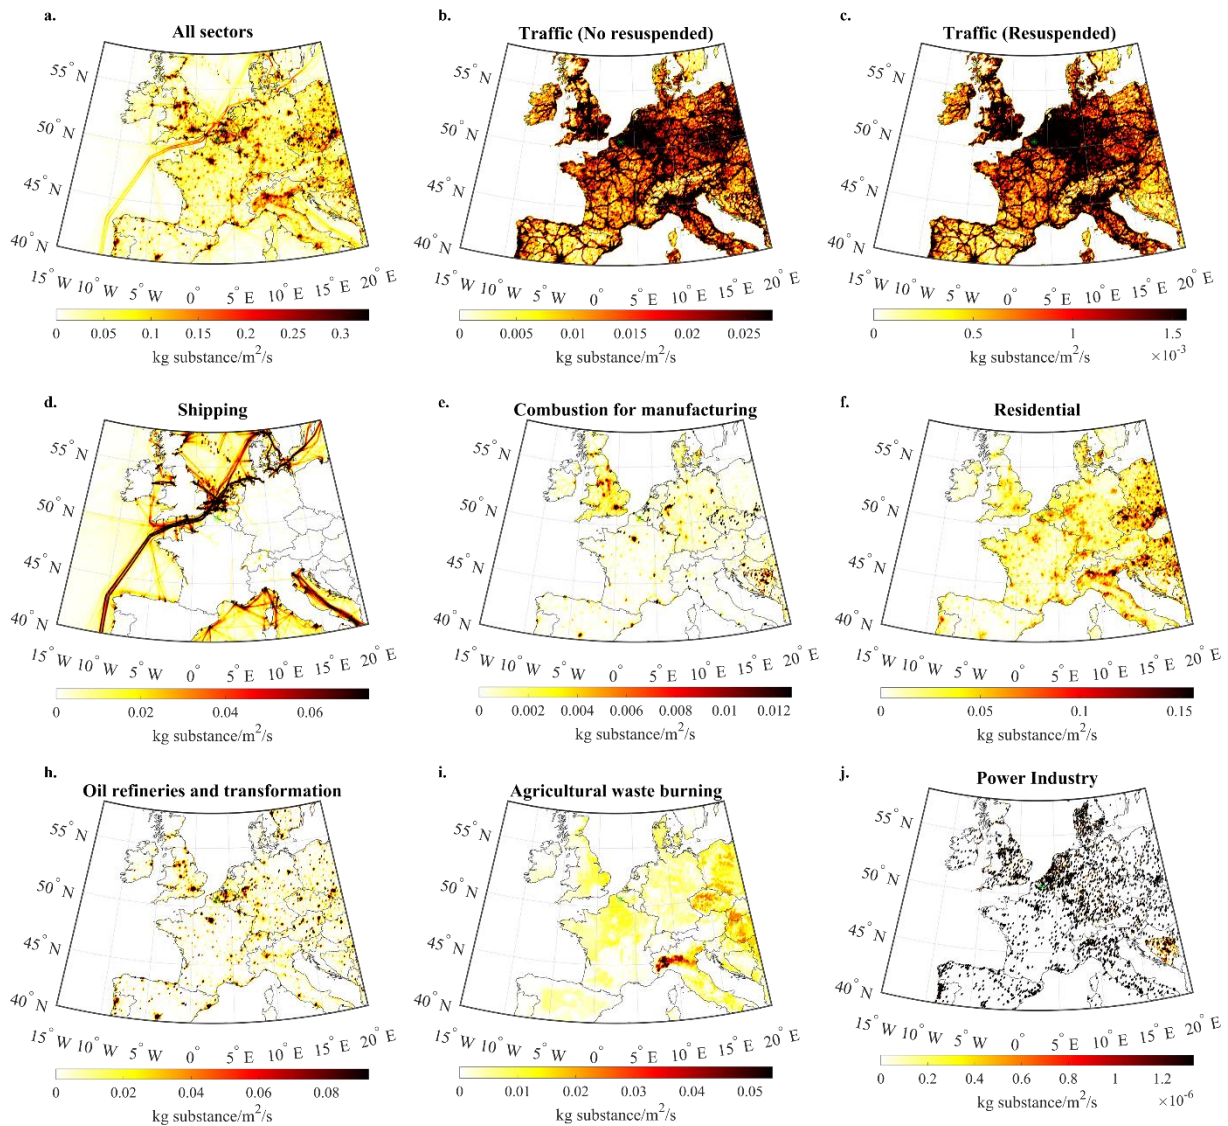 a.
All sectors
55° N
50° N
45° N
40° N
15° W 10° W 5° W 0° 5° E 10° E 15° E 20° E
0 0.05 0.1 0.15 0.2 0.25 0.3
kg substance/m²/s
b.
Traffic (No resuspended)
55° N
50° N
45° N
40° N
15° W 10° W 5° W 0° 5° E 10° E 15° E 20° E
0 0.005 0.01 0.015 0.02 0.025
kg substance/m²/s
c.
Traffic (Resuspended)
55° N
50° N
45° N
40° N
15° W 10° W 5° W 0° 5° E 10° E 15° E 20° E
0 0.5 1 1.5
kg substance/m²/s ×10⁻³
d.
Shipping
55° N
50° N
45° N
40° N
15° W 10° W 5° W 0° 5° E 10° E 15° E 20° E
0 0.02 0.04 0.06
kg substance/m²/s
e.
Combustion for manufacturing
55° N
50° N
45° N
40° N
15° W 10° W 5° W 0° 5° E 10° E 15° E 20° E
0 0.002 0.004 0.006 0.008 0.01 0.012
kg substance/m²/s
f.
Residential
55° N
50° N
45° N
40° N
15° W 10° W 5° W 0° 5° E 10° E 15° E 20° E
0 0.05 0.1 0.15
kg substance/m²/s
h.
Oil refineries and transformation
55° N
50° N
45° N
40° N
15° W 10° W 5° W 0° 5° E 10° E 15° E 20° E
0 0.02 0.04 0.06 0.08
kg substance/m²/s
i.
Agricultural waste burning
55° N
50° N
45° N
40° N
15° W 10° W 5° W 0° 5° E 10° E 15° E 20° E
0 0.01 0.02 0.03 0.04 0.05
kg substance/m²/s
j.
Power Industry
55° N
50° N
45° N
40° N
15° W 10° W 5° W 0° 5° E 10° E 15° E 20° E
0 0.2 0.4 0.6 0.8 1 1.2
kg substance/m²/s ×10⁻⁶